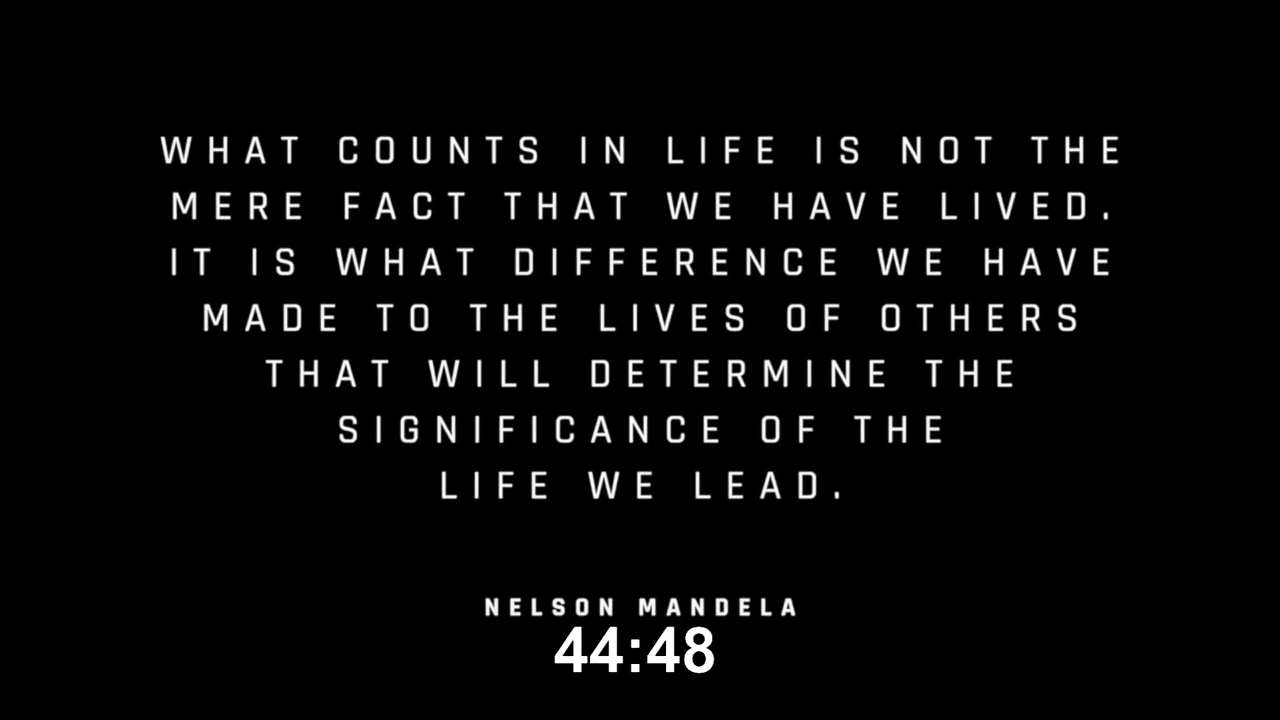 WHAT COUNTS IN LIFE IS NOT THE
MERE FACT THAT WE HAVE LIVED.
IT IS WHAT DIFFERENCE WE HAVE
MADE TO THE LIVES OF OTHERS
THAT WILL DETERMINE THE
SIGNIFICANCE OF THE
LIFE WE LEAD.
NELSON MANDELA
44:48